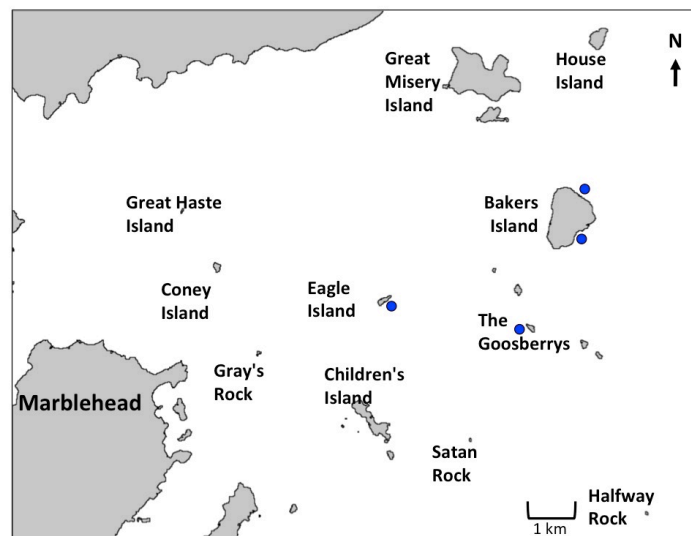 Great
Misery
Island
House
Island
N
Great Haste
Island
Bakers
Island
Coney
Island
Eagle
Island
The
Goosberrys
Gray's
Rock
Children's
Island
Marblehead
Satan
Rock
Halfway
Rock
1 km